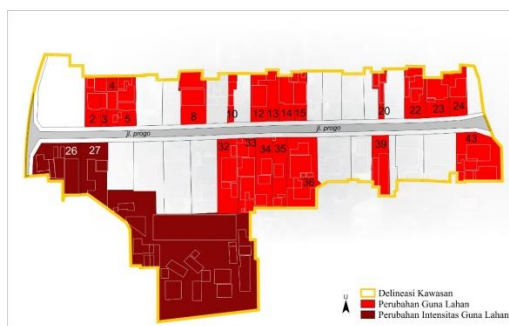 4
2 3 5 8 10 12 13 14 15 20 22 23 24
jl. progo jl. progo
26 27 32 33 34 35 39 43
36
U
Delineasi Kawasan
Perubahan Guna Lahan
Perubahan Intensitas Guna Lahan